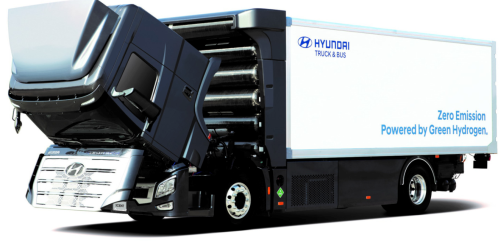 HYUNDAI
TRUCK & BUS
Zero Emission
Powered by Green Hydrogen.